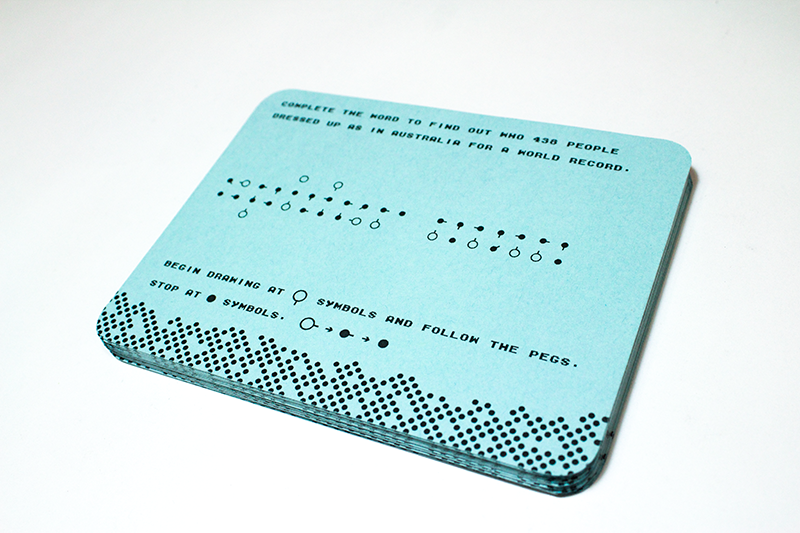 COMPLETE THE WORD TO FIND OUT WHO 438 PEOPLE
DRESSED UP AS IN AUSTRALIA FOR A WORLD RECORD.
BEGIN DRAWING AT SYMBOLS AND FOLLOW THE PEGS.
STOP AT SYMBOLS.